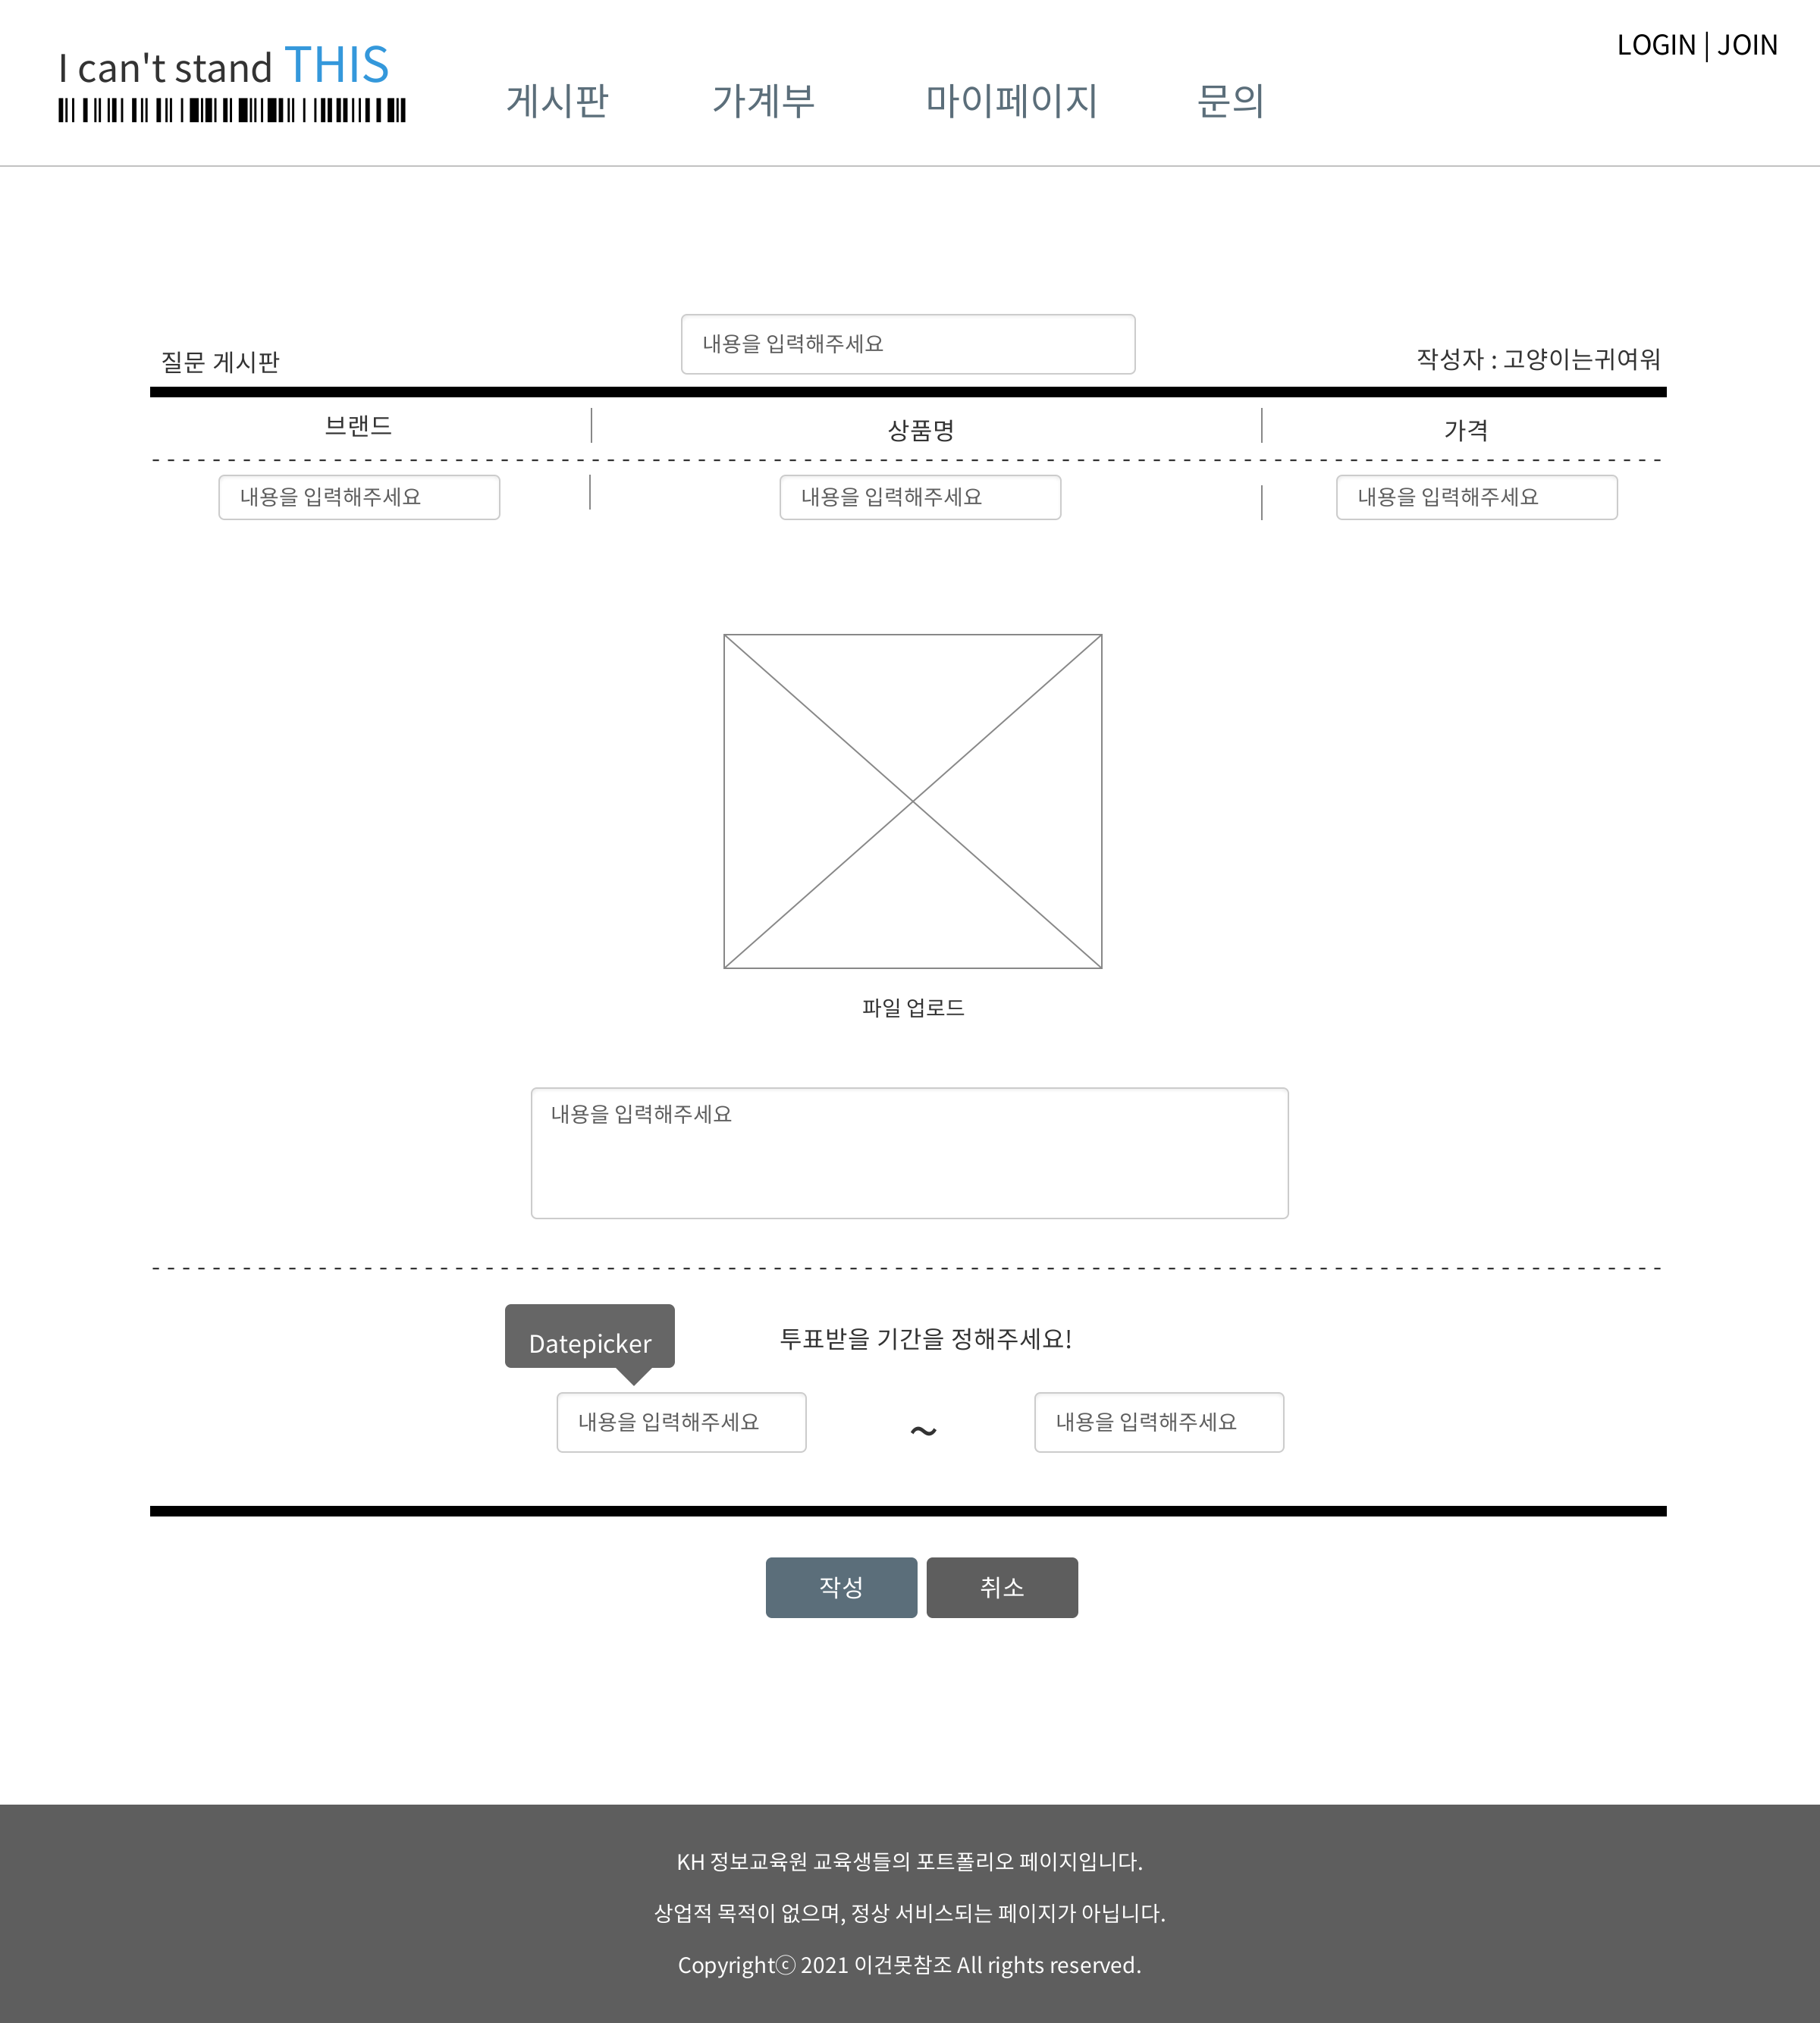 LOGIN | JOIN
I can't stand THIS
게시판 가계부 마이페이지 문의
내용을 입력해주세요
질문 게시판
작성자 : 고양이는귀여워
브랜드 상품명 가격
내용을 입력해주세요 내용을 입력해주세요 내용을 입력해주세요
파일 업로드
내용을 입력해주세요
Datepicker
투표받을 기간을 정해주세요!
내용을 입력해주세요 ~ 내용을 입력해주세요
작성 취소
KH 정보교육원 교육생들의 포트폴리오 페이지입니다.
상업적 목적이 없으며, 정상 서비스되는 페이지가 아닙니다.
Copyrightⓒ 2021 이건못참조 All rights reserved.